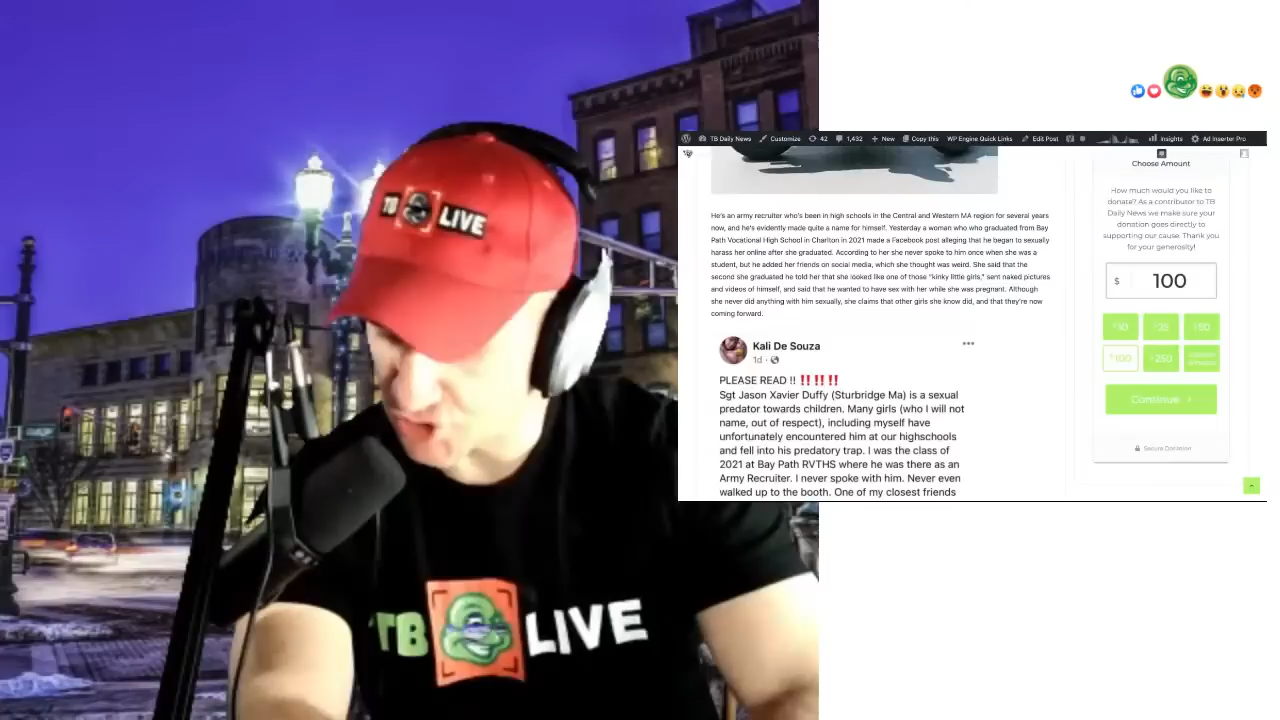 TB LIVE
TB LIVE
TB Daily News Customize 42 1,432 New Copy this WP Engine Quick Links Edit Post Insights Ad Inserter Pro
He's an army recruiter who's been in high schools in the Central and Western MA region for several years
now, and he's evidently made quite a name for himself. Yesterday a woman who who graduated from Bay
Path Vocational High School in Charlton in 2021 made a Facebook post alleging that he began to sexually
harass her online after she graduated. According to her she never spoke to him once when she was a
student, but he added her friends on social media, which she thought was weird. She said that the
second she graduated he told her that she looked like one of those "kinky little girls," sent naked pictures
and videos of himself, and said that he wanted to have sex with her while she was pregnant. Although
she never did anything with him sexually, she claims that other girls she know did, and that they're now
coming forward.
Kali De Souza
1d ·
PLEASE READ !! ‼️‼️‼️
Sgt Jason Xavier Duffy (Sturbridge Ma) is a sexual
predator towards children. Many girls (who I will not
name, out of respect), including myself have
unfortunately encountered him at our highschools
and fell into his predatory trap. I was the class of
2021 at Bay Path RVTHS where he was there as an
Army Recruiter. I never spoke with him. Never even
walked up to the booth. One of my closest friends
Choose Amount
How much would you like to
donate? As a contributor to TB
Daily News we make sure your
donation goes directly to
supporting our cause. Thank you
for your generosity!
$ 100
$10 $25 $50
$100 $250
Continue ›
Secure Donation